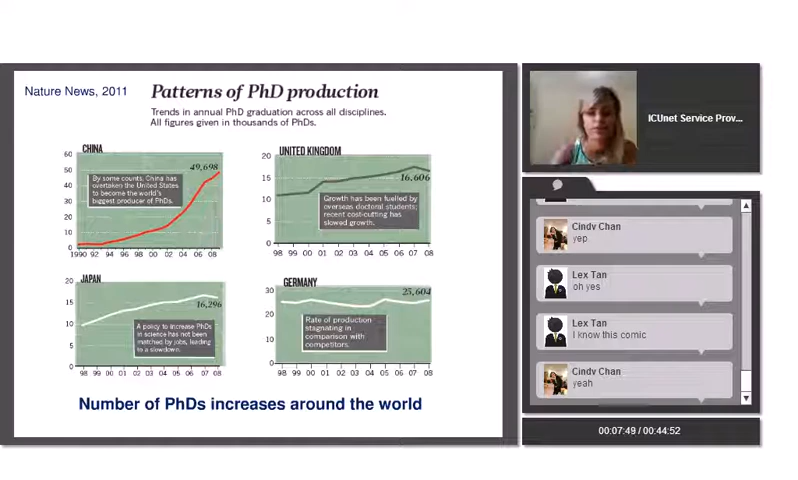 Nature News, 2011
Patterns of PhD production
Trends in annual PhD graduation across all disciplines.
All figures given in thousands of PhDs.
CHINA
60
50
40
30
20
10
0
49,698
By some counts, China has
overtaken the United States
to become the world's
biggest producer of PhDs.
1990 92 94 96 98 00 02 04 06 08
UNITED KINGDOM
20
15
10
5
0
16,606
Growth has been fuelled by
overseas doctoral students;
recent cost-cutting has
slowed growth.
98 99 00 01 02 03 04 05 06 07 08
JAPAN
20
15
10
5
0
16,296
A policy to increase PhDs
in science has not been
matched by jobs, leading
to a slowdown.
98 99 00 01 02 03 04 05 06 07 08
GERMANY
30
20
10
0
25,604
Rate of production
stagnating in
comparison with
competitors.
98 99 00 01 02 03 04 05 06 07 08
Number of PhDs increases around the world
ICUnet Service Prov...
Cindy Chan
yep
Lex Tan
oh yes
Lex Tan
I know this comic
Cindy Chan
yeah
00:07:49 / 00:44:52